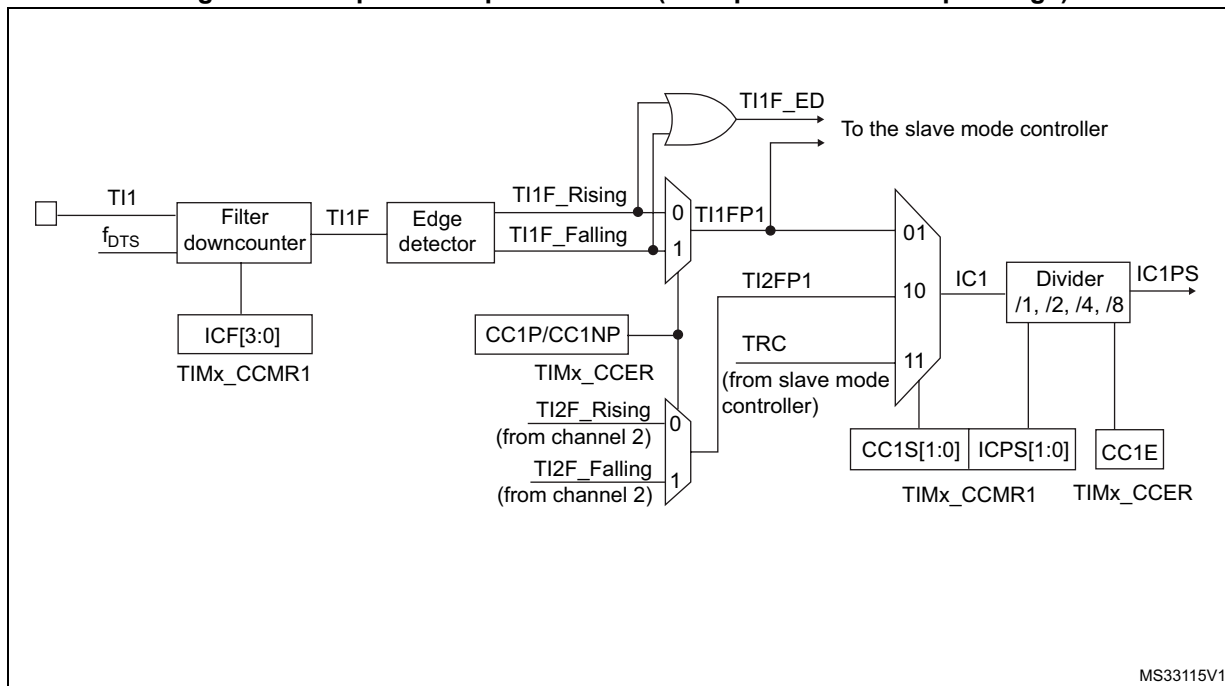 TI1F_ED
To the slave mode controller
TI1
TI1F_Rising
Filter
downcounter
TI1F
Edge
detector
0
TI1FP1
01
fDTS
TI1F_Falling
1
TI2FP1
10
IC1
Divider
/1, /2, /4, /8
IC1PS
ICF[3:0]
CC1P/CC1NP
TRC
11
TIMx_CCMR1
TIMx_CCER
(from slave mode
controller)
TI2F_Rising
0
(from channel 2)
CC1S[1:0]
ICPS[1:0]
CC1E
TI2F_Falling
1
(from channel 2)
TIMx_CCMR1
TIMx_CCER
MS33115V1